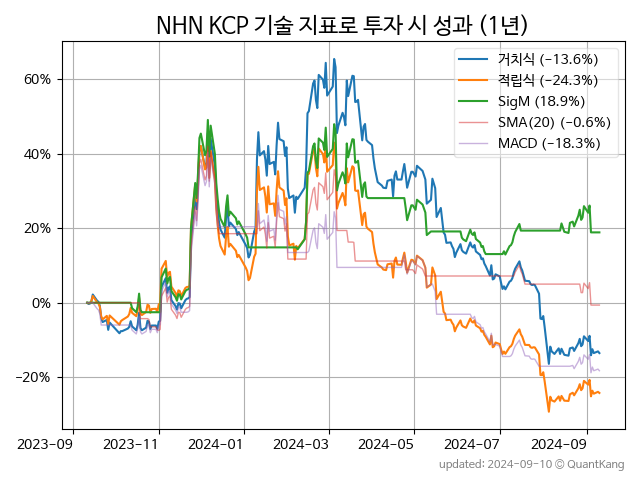 NHN KCP 기술 지표로 투자 시 성과 (1년)
거치식 (−13.6%)
적립식 (−24.3%)
SigM (18.9%)
SMA(20) (−0.6%)
MACD (−18.3%)
60%
40%
20%
0%
−20%
2023−09 2023−11 2024−01 2024−03 2024−05 2024−07 2024−09
updated: 2024−09−10 © QuantKang